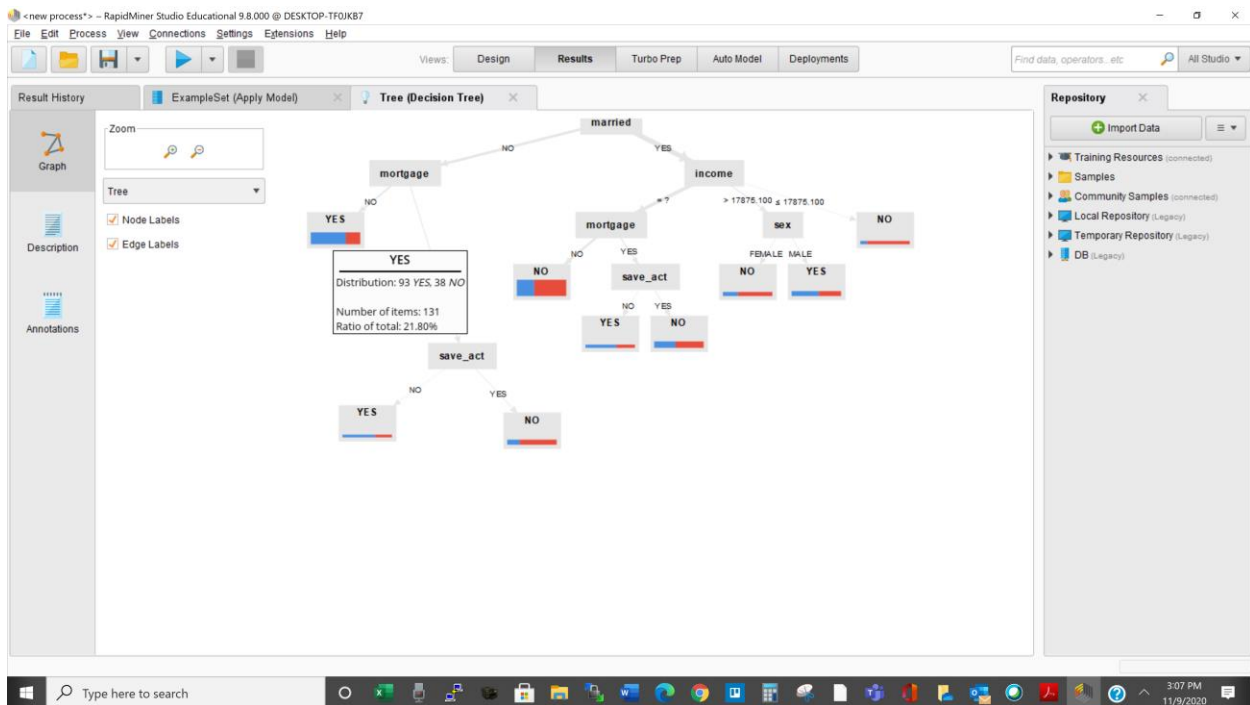 <new process*> – RapidMiner Studio Educational 9.8.000 @ DESKTOP-TF0JKB7
File Edit Process View Connections Settings Extensions Help
Views: Design Results Turbo Prep Auto Model Deployments
Find data, operators...etc All Studio
Result History
ExampleSet (Apply Model)
Tree (Decision Tree)
Repository
Graph
Description
Annotations
Zoom
Tree
Node Labels
Edge Labels
married
NO YES
mortgage income
NO = ? > 17875.100 ≤ 17875.100
YES mortgage sex NO
NO YES FEMALE MALE
NO save_act NO YES
NO YES
YES NO
YES
Distribution: 93 YES, 38 NO
Number of items: 131
Ratio of total: 21.80%
save_act
NO YES
YES NO
Import Data
Training Resources (connected)
Samples
Community Samples (connected)
Local Repository (Legacy)
Temporary Repository (Legacy)
DB (Legacy)
Type here to search
3:07 PM
11/9/2020